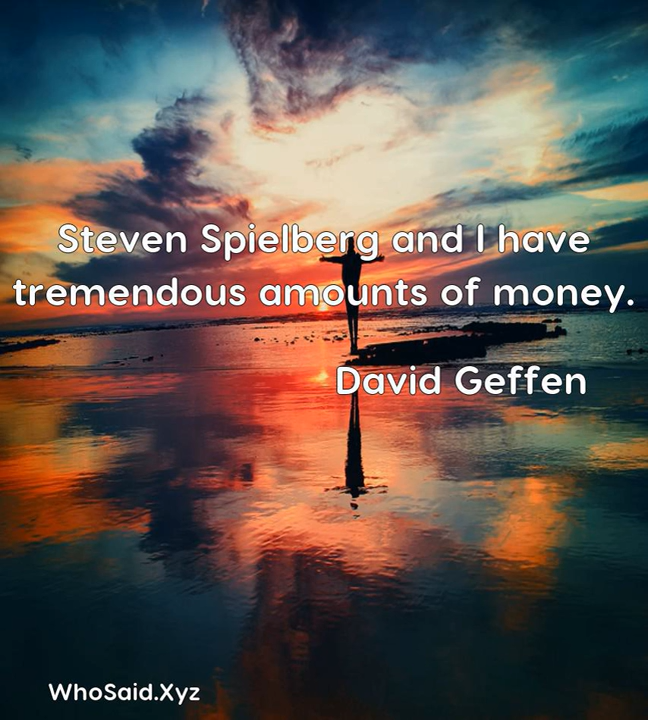 Steven Spielberg and I have
tremendous amounts of money.
David Geffen
WhoSaid.Xyz